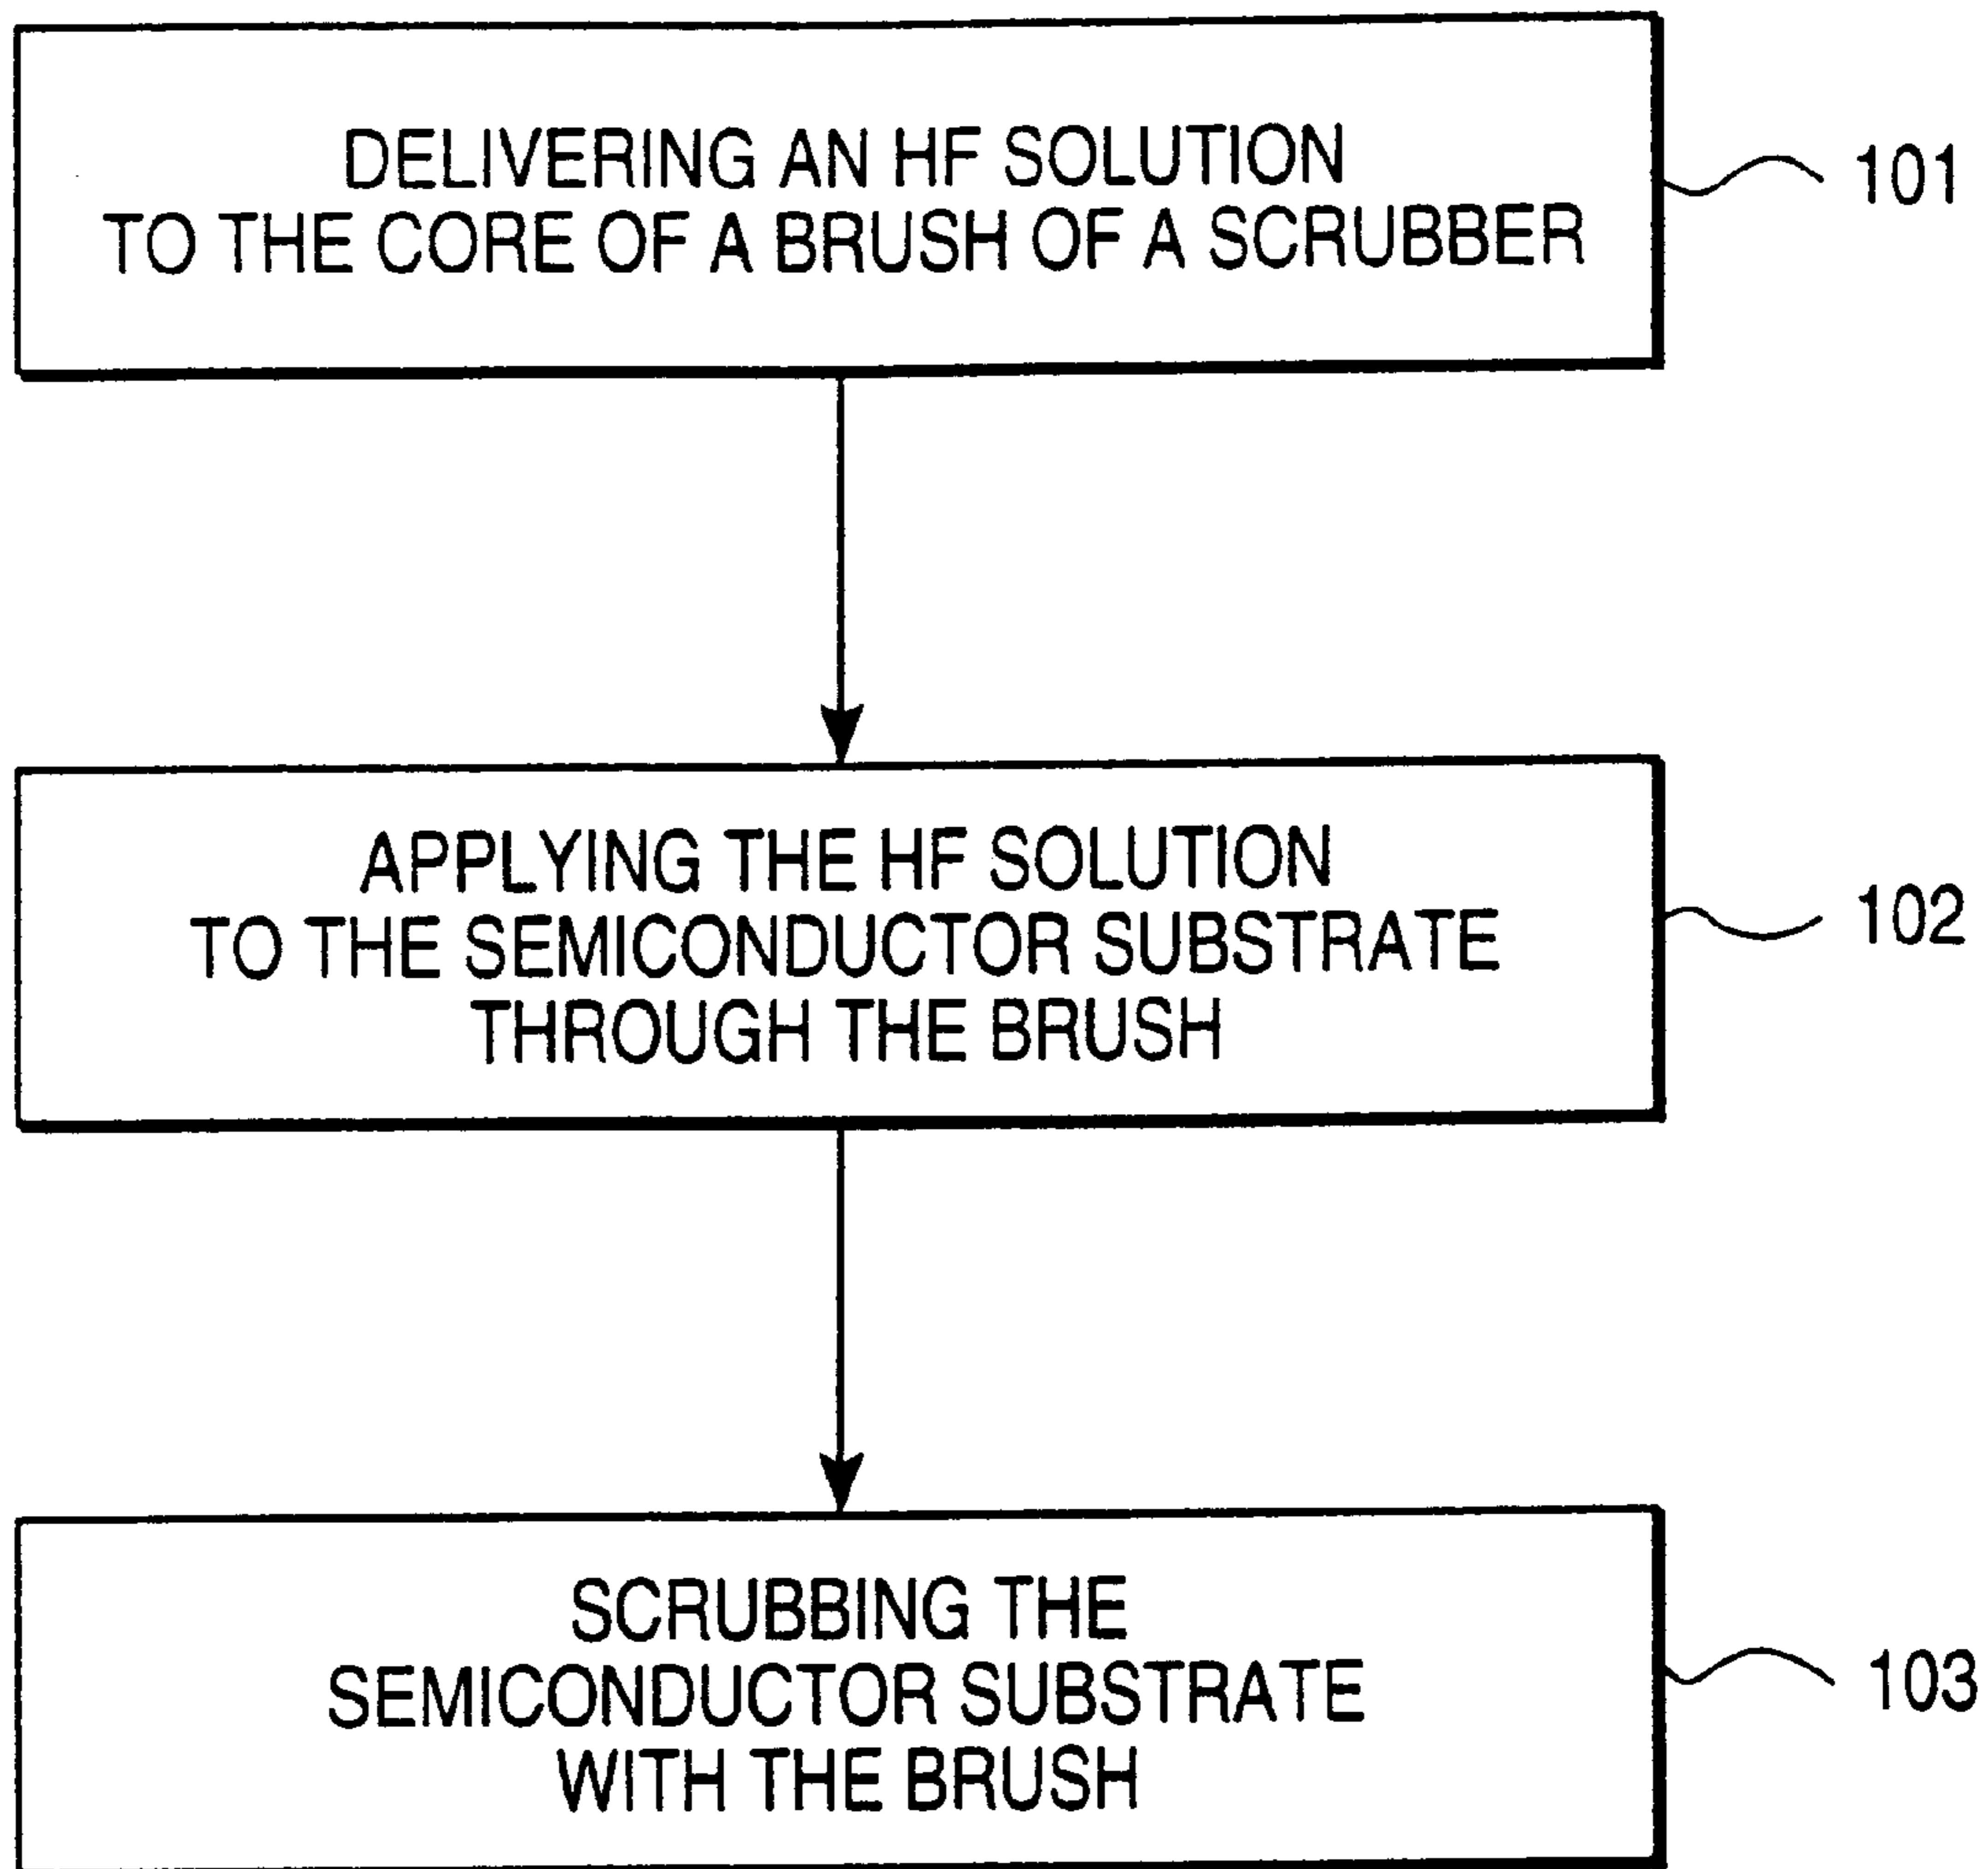 DELIVERING AN HF SOLUTION
TO THE CORE OF A BRUSH OF A SCRUBBER
101
APPLYING THE HF SOLUTION
TO THE SEMICONDUCTOR SUBSTRATE
THROUGH THE BRUSH
102
SCRUBBING THE
SEMICONDUCTOR SUBSTRATE
WITH THE BRUSH
103